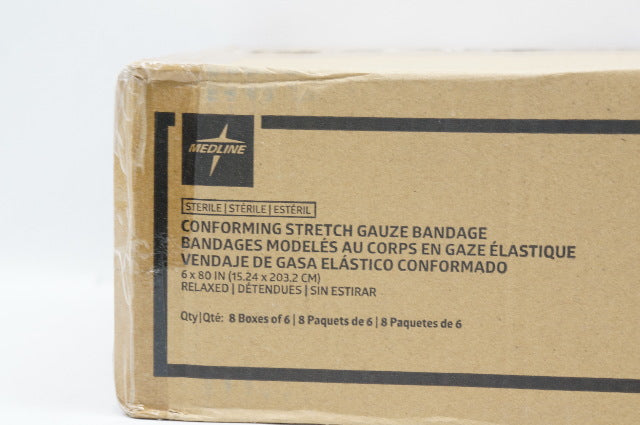 MEDLINE
STERILE | STÉRILE | ESTÉRIL
CONFORMING STRETCH GAUZE BANDAGE
BANDAGES MODELÉS AU CORPS EN GAZE ÉLASTIQUE
VENDAJE DE GASA ELÁSTICO CONFORMADO
6 x 80 IN (15.24 x 203.2 CM)
RELAXED | DÉTENDUES | SIN ESTIRAR
Qty|Qté: 8 Boxes of 6 | 8 Paquets de 6 | 8 Paquetes de 6